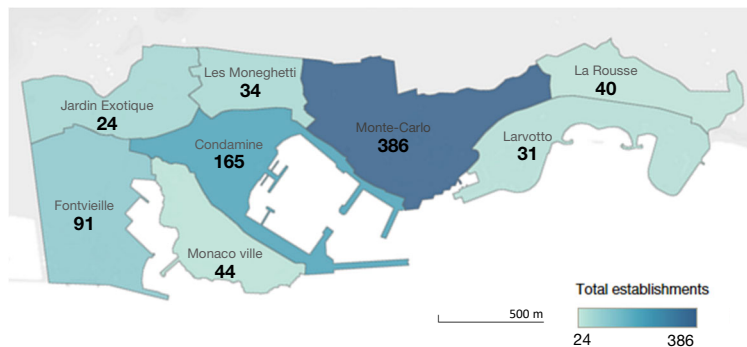 Les Moneghetti
34
La Rousse
40
Jardin Exotique
24
Monte-Carlo
386
Condamine
165
Larvotto
31
Fontvieille
91
Monaco ville
44
Total establishments
500 m
24
386